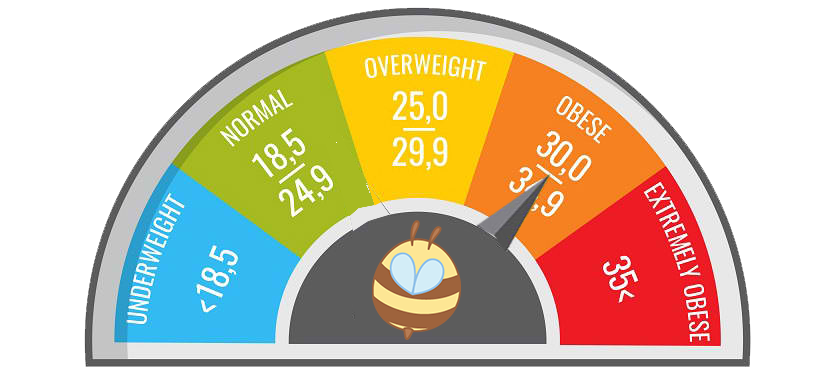 UNDERWEIGHT
<18,5
NORMAL
18,5
24,9
OVERWEIGHT
25,0
29,9
OBESE
30,0
EXTREMELY OBESE
35<